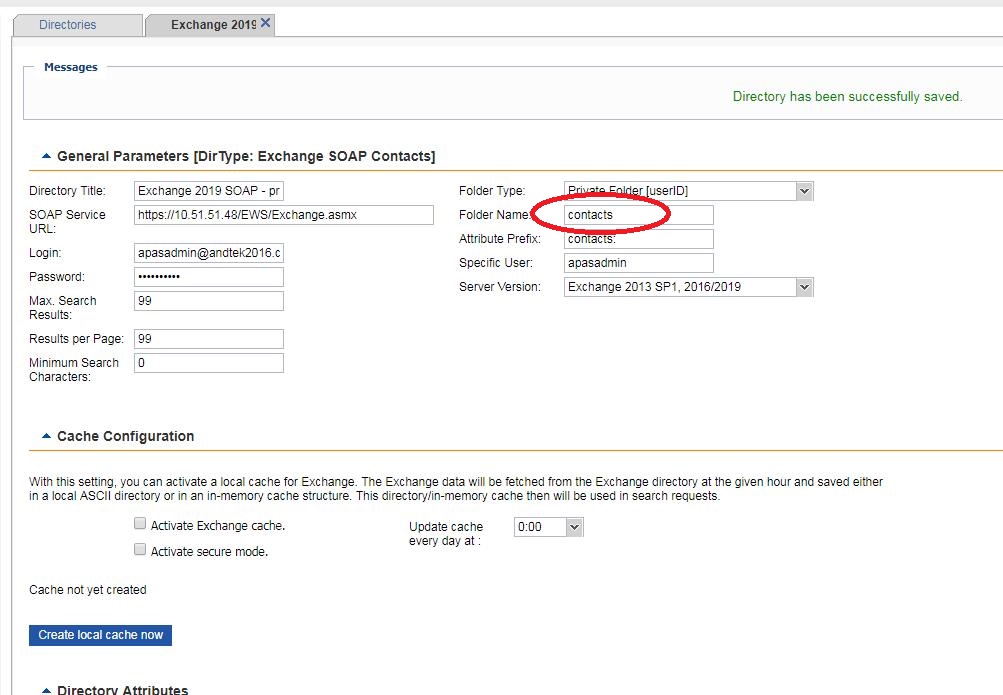 Directories
Exchange 2019
Messages
Directory has been successfully saved.
General Parameters [DirType: Exchange SOAP Contacts]
Directory Title: Exchange 2019 SOAP - pr
SOAP Service URL: https://10.51.51.48/EWS/Exchange.asmx
Login: apasadmin@andtek2016.c
Password: ••••••••••
Max. Search Results: 99
Results per Page: 99
Minimum Search Characters: 0
Folder Type: Private Folder [userID]
Folder Name: contacts
Attribute Prefix: contacts:
Specific User: apasadmin
Server Version: Exchange 2013 SP1, 2016/2019
Cache Configuration
With this setting, you can activate a local cache for Exchange. The Exchange data will be fetched from the Exchange directory at the given hour and saved either
in a local ASCII directory or in an in-memory cache structure. This directory/in-memory cache then will be used in search requests.
Activate Exchange cache.
Activate secure mode.
Update cache every day at : 0:00
Cache not yet created
Create local cache now
Directory Attributes